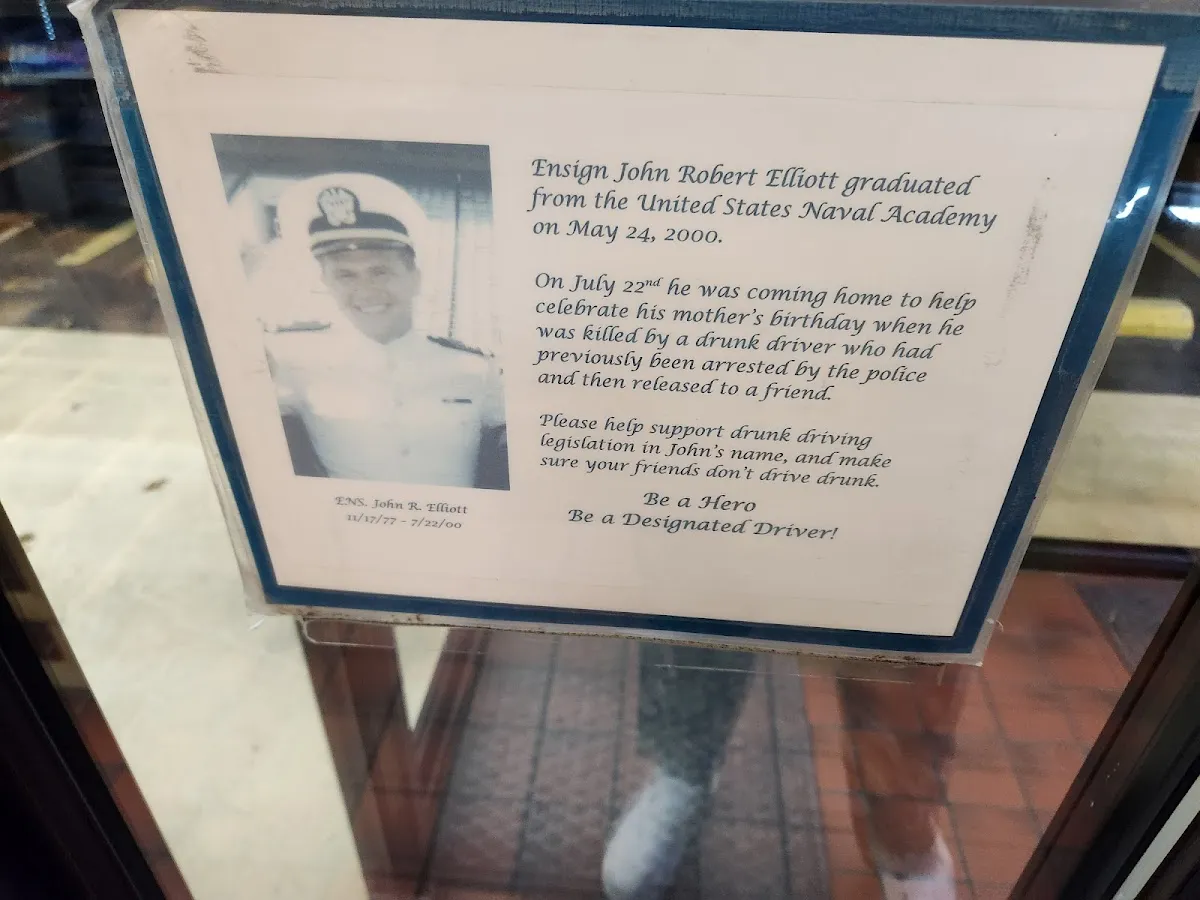 Ensign John Robert Elliott graduated
from the United States Naval Academy
on May 24, 2000.
On July 22nd he was coming home to help
celebrate his mother's birthday when he
was killed by a drunk driver who had
previously been arrested by the police
and then released to a friend.
Please help support drunk driving
legislation in John's name, and make
sure your friends don't drive drunk.
Be a Hero
Be a Designated Driver!
ENS. John R. Elliott
11/17/77 - 7/22/00